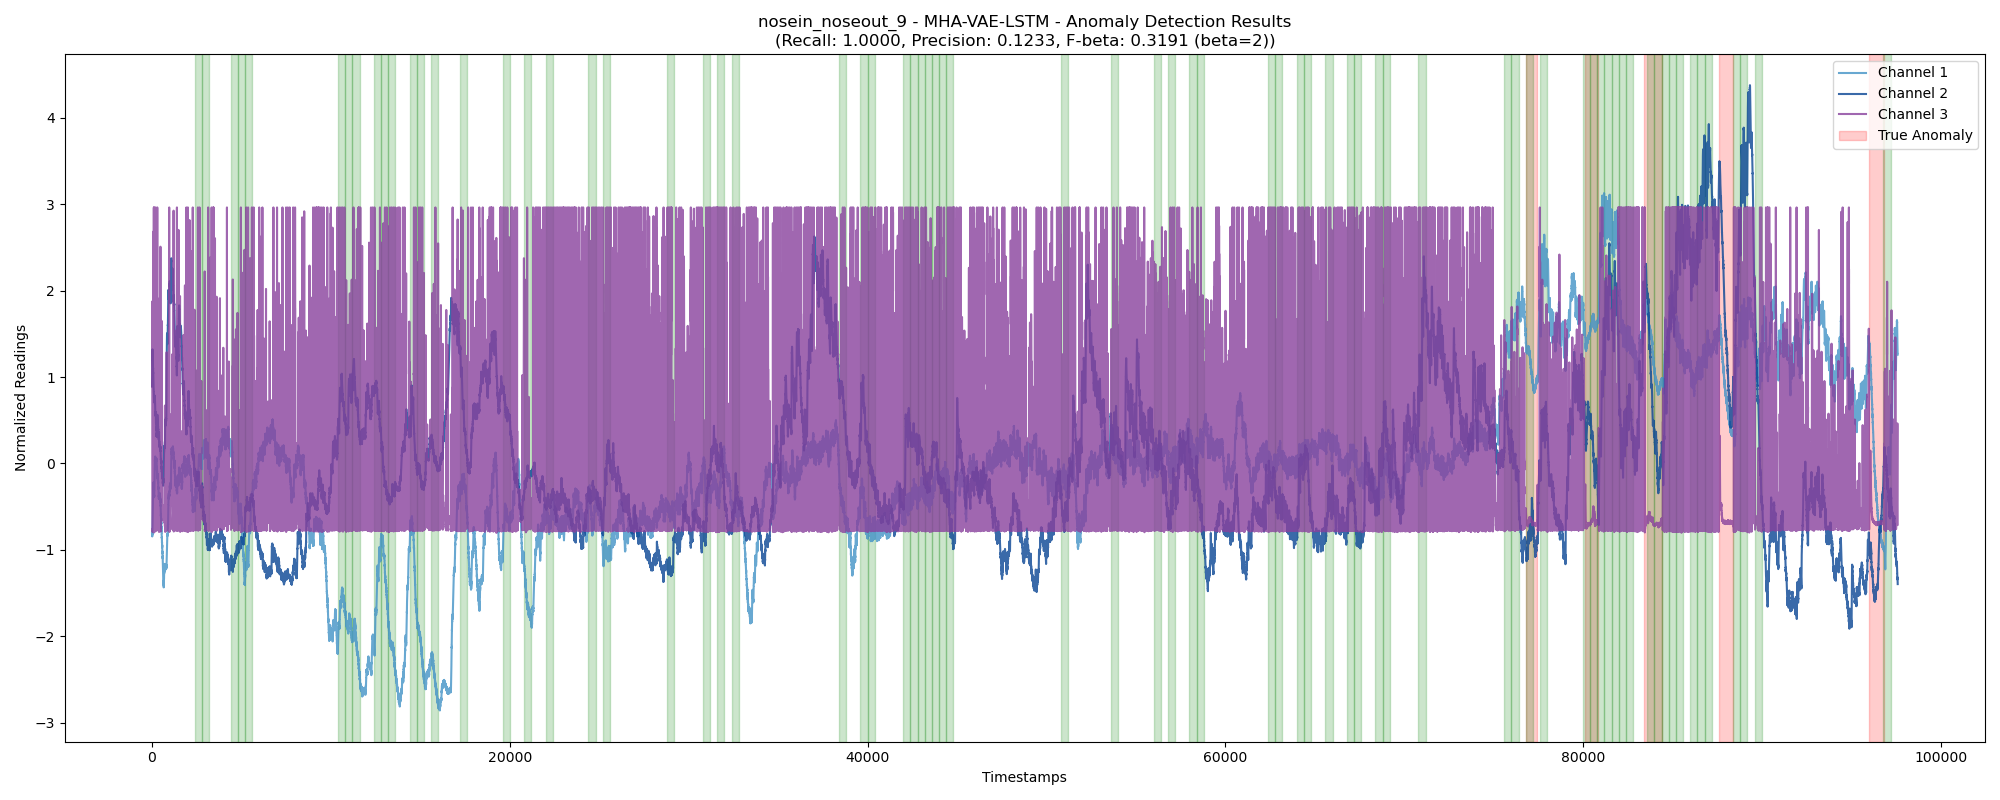 nosein_noseout_9 - MHA-VAE-LSTM - Anomaly Detection Results
(Recall: 1.0000, Precision: 0.1233, F-beta: 0.3191 (beta=2))
Channel 1
Channel 2
Channel 3
True Anomaly
Normalized Readings
4
3
2
1
0
−1
−2
−3
0
20000
40000
60000
80000
100000
Timestamps